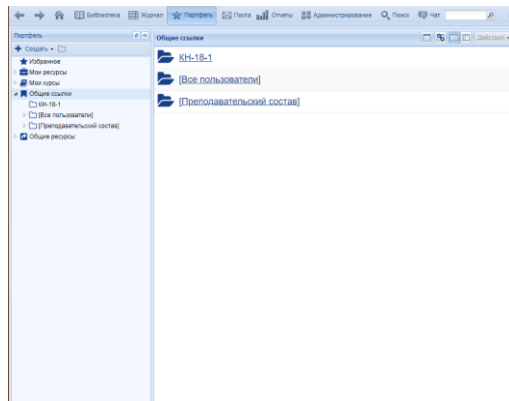 Библиотека Журнал Портфель Почта Отчеты Администрирование Поиск Чат
Портфель
Создать
Избранное
Мои ресурсы
Мои курсы
Общие ссылки
КН-18-1
[Все пользователи]
[Преподавательский состав]
Общие ресурсы
Общие ссылки
Действия
КН-18-1
[Все пользователи]
[Преподавательский состав]